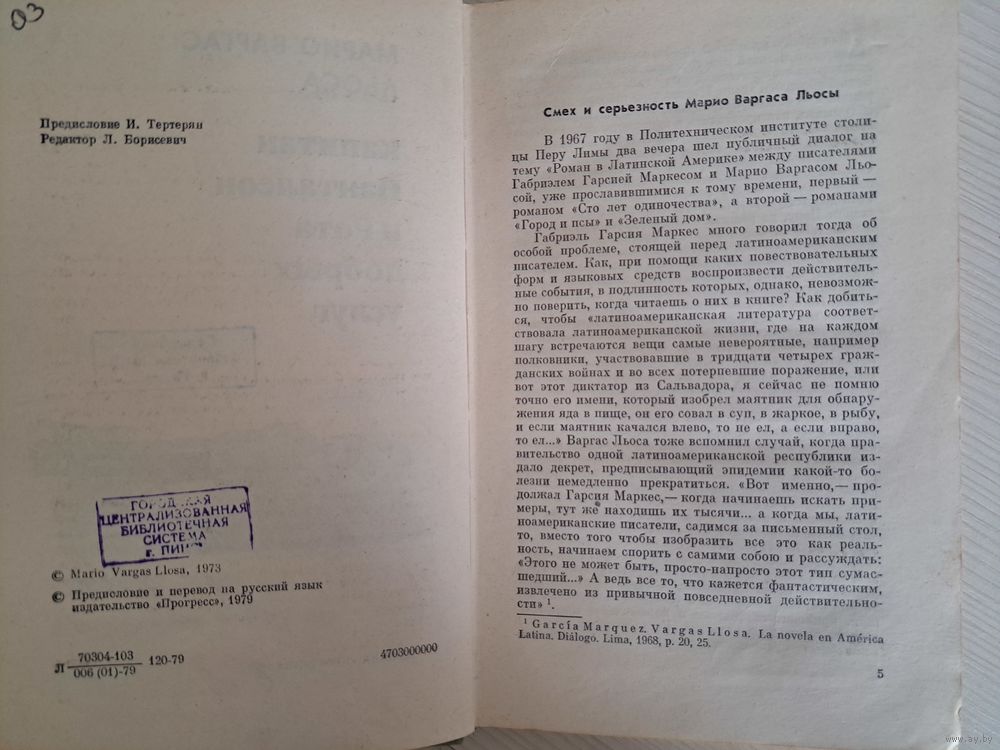 03
Предисловие И. Тертерян
Редактор Л. Борисевич
ГОРОДСКАЯ
ЦЕНТРАЛИЗОВАННАЯ
БИБЛИОТЕЧНАЯ
СИСТЕМА
г.
© Mario Vargas Llosa, 1973
© Предисловие и перевод на русский язык
издательство «Прогресс», 1979
Л 70304-103 120-79 4703000000
006 (01)-79
Смех и серьезность Марио Варгаса Льосы
В 1967 году в Политехническом институте столи-
цы Перу Лимы два вечера шел публичный диалог на
тему «Роман в Латинской Америке» между писателями
Габриэлем Гарсией Маркесом и Марио Варгасом Льо-
сой, уже прославившимися к тому времени, первый —
романом «Сто лет одиночества», а второй — романами
«Город и псы» и «Зеленый дом».
Габриэль Гарсия Маркес много говорил тогда об
особой проблеме, стоящей перед латиноамериканским
писателем. Как, при помощи каких повествовательных
форм и языковых средств воспроизвести действитель-
ные события, в подлинность которых, однако, невозмож-
но поверить, когда читаешь о них в книге? Как добить-
ся, чтобы «латиноамериканская литература соответ-
ствовала латиноамериканской жизни, где на каждом
шагу встречаются вещи самые невероятные, например
полковники, участвовавшие в тридцати четырех граж-
данских войнах и во всех потерпевшие поражение, или
вот этот диктатор из Сальвадора, я сейчас не помню
точно его имени, который изобрел маятник для обнару-
жения яда в пище, он его совал в суп, в жаркое, в рыбу,
и если маятник качался влево, то не ел, а если вправо,
то ел...» Варгас Льоса тоже вспомнил случай, когда пра-
вительство одной латиноамериканской республики из-
дало декрет, предписывающий эпидемии какой-то бо-
лезни немедленно прекратиться. «Вот именно,— про-
должал Гарсия Маркес,— когда начинаешь искать при-
меры, тут же находишь их тысячи... а когда мы, лати-
ноамериканские писатели, садимся за письменный стол,
то, вместо того чтобы изобразить все это как реаль-
ность, начинаем спорить с самими собою и рассуждать:
«Этого не может быть, просто-напросто этот тип сумас-
шедший...» А ведь все то, что кажется фантастическим,
извлечено из привычной повседневной действительно-
сти» ¹.
¹ García Marquez. Vargas Llosa. La novela en América
Latina. Diálogo. Lima, 1968, p. 20, 25.
5
www.ay.by